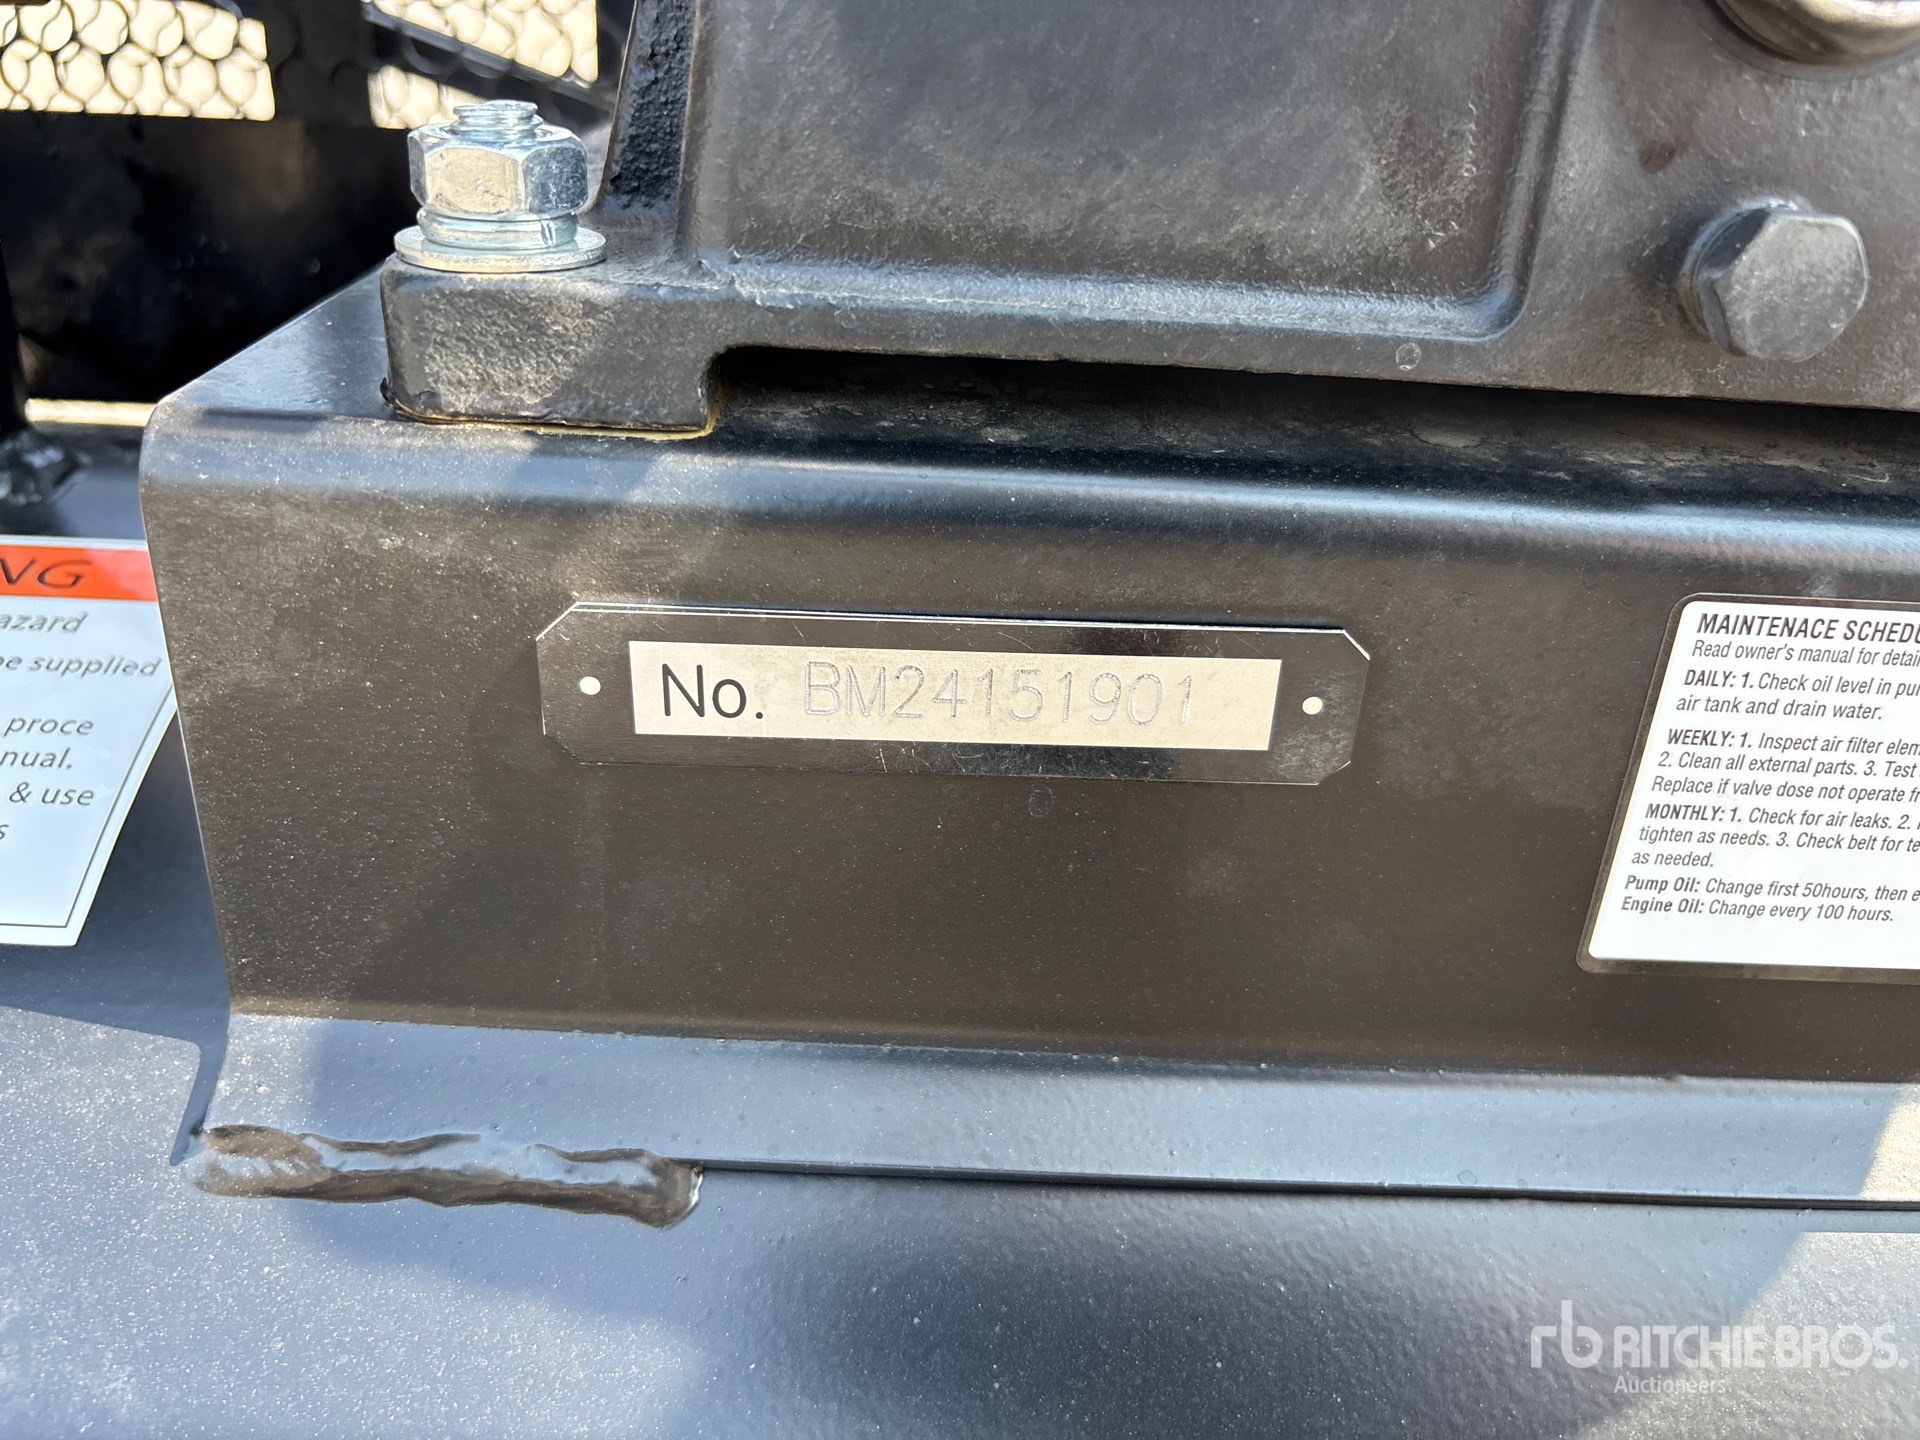 NG
azard
be supplied
proce
nual.
& use
s
No. BM24151901
MAINTENACE SCHEDU
Read owner's manual for detai
DAILY: 1. Check oil level in pu
air tank and drain water.
WEEKLY: 1. Inspect air filter elem
2. Clean all external parts. 3. Test
Replace if valve dose not operate fr
MONTHLY: 1. Check for air leaks. 2.
tighten as needs. 3. Check belt for te
as needed.
Pump Oil: Change first 50hours, then e
Engine Oil: Change every 100 hours.
rb RITCHIE BROS.
Auctioneers